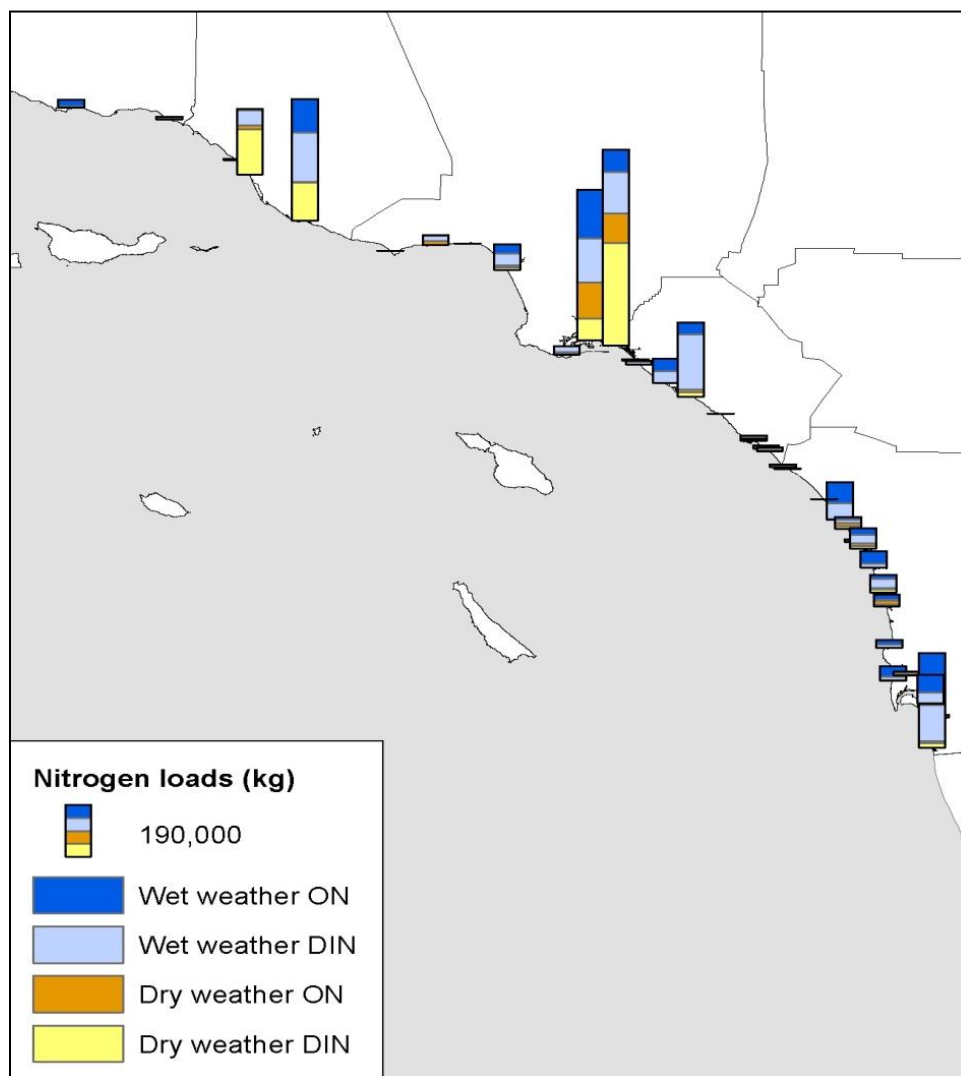 Nitrogen loads (kg)
190,000
Wet weather ON
Wet weather DIN
Dry weather ON
Dry weather DIN